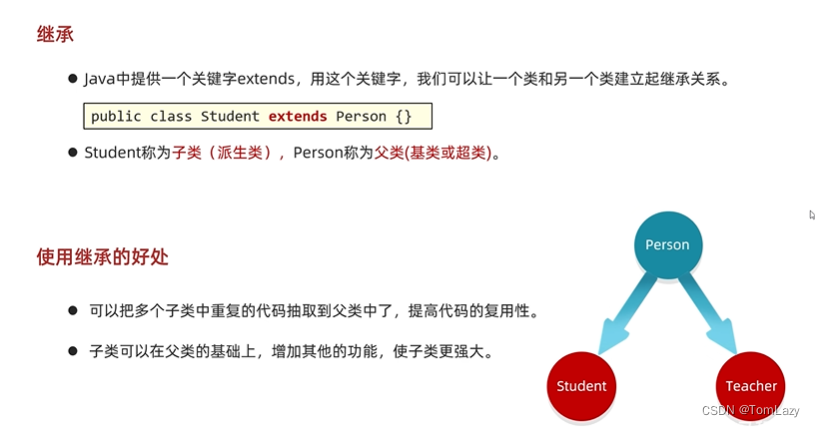 继承
● Java中提供一个关键字extends，用这个关键字，我们可以让一个类和另一个类建立起继承关系。
public class Student extends Person {}
● Student称为子类（派生类），Person称为父类(基类或超类)。
使用继承的好处
● 可以把多个子类中重复的代码抽取到父类中了，提高代码的复用性。
● 子类可以在父类的基础上，增加其他的功能，使子类更强大。
Person
Student
Teacher
CSDN @TomLazy